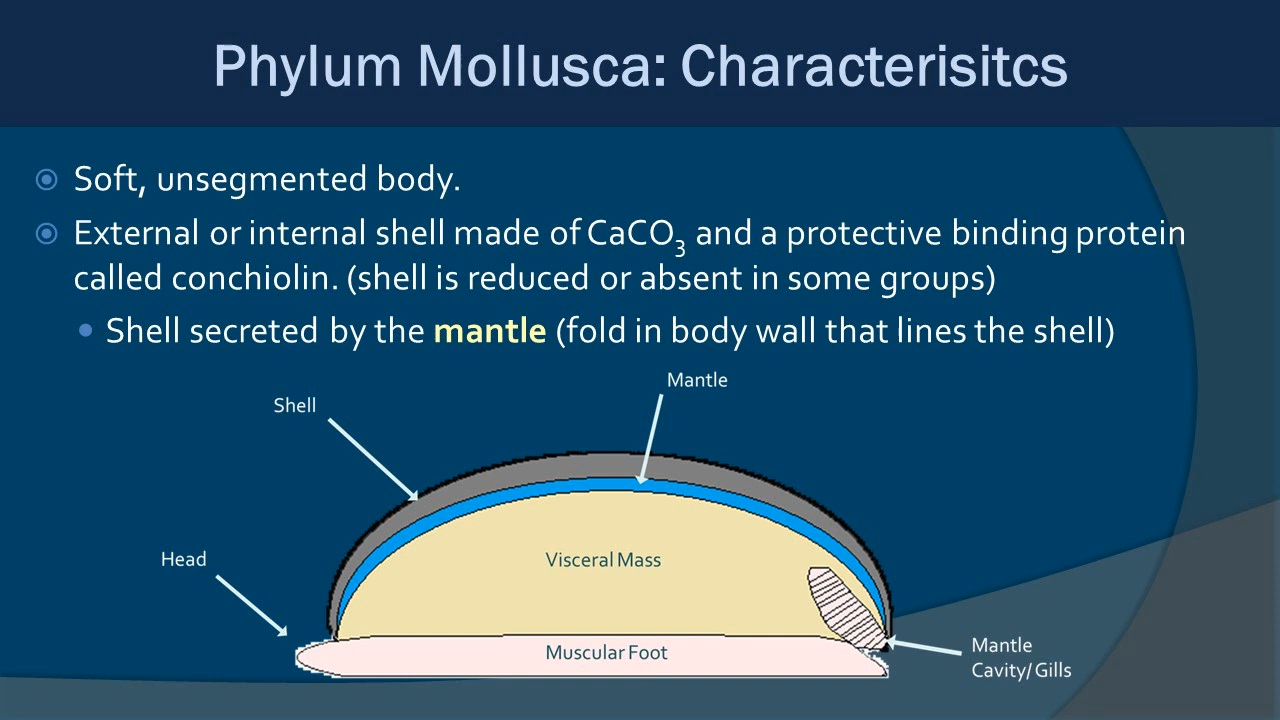 Phylum Mollusca: Characterisitcs
Soft, unsegmented body.
External or internal shell made of CaCO3 and a protective binding protein
called conchiolin. (shell is reduced or absent in some groups)
Shell secreted by the mantle (fold in body wall that lines the shell)
Mantle
Shell
Head
Visceral Mass
Muscular Foot
Mantle
Cavity/ Gills